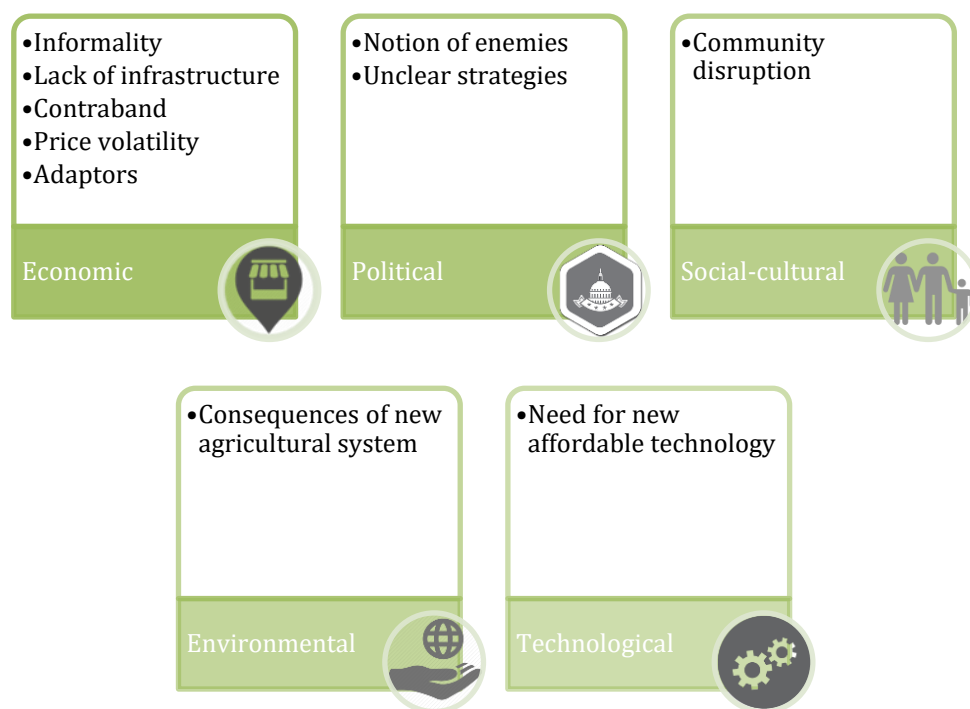 •Informality
•Lack of infrastructure
•Contraband
•Price volatility
•Adaptors
Economic
•Notion of enemies
•Unclear strategies
Political
•Community
disruption
Social-cultural
•Consequences of new
agricultural system
Environmental
•Need for new
affordable technology
Technological